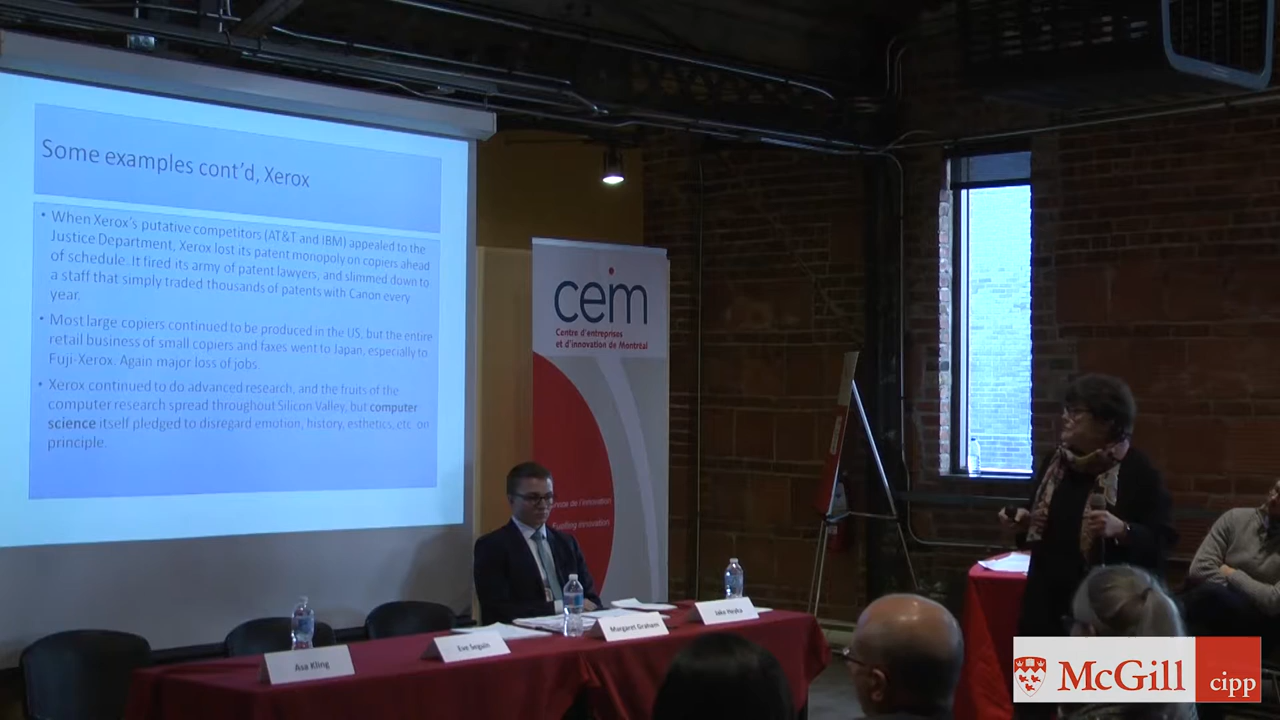 Some examples cont'd, Xerox
• When Xerox's putative competitors (AT&T and IBM) appealed to the
Justice Department, Xerox lost its patent monopoly on copiers ahead
of schedule. It fired its army of patent lawyers, and slimmed down to
a staff that simply traded thousands of patents with Canon every
year.
• Most large copiers continued to be produced in the US, but the entire
retail business of small copiers and faxes went to Japan, especially to
Fuji-Xerox. Again major loss of jobs.
• Xerox continued to do advanced research, and the fruits of the
computer research spread throughout Silicon Valley, but computer
science itself pledged to disregard emotion, history, esthetics, etc. on
principle.
cem
Centre d'entreprises
et d'innovation de Montréal
de l'innovation
Fuelling innovation
Asa Kling
Eve Seguin
Margaret Graham
McGill
cipp